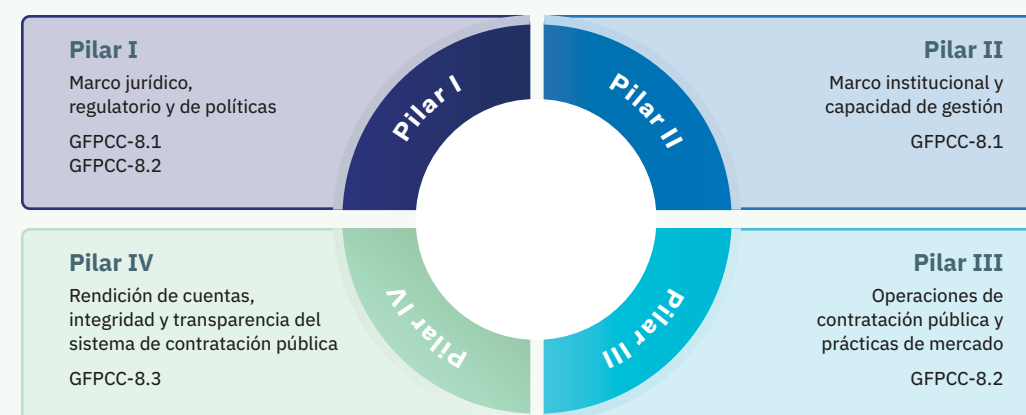 Pilar I
Marco jurídico,
regulatorio y de políticas
GFPCC-8.1
GFPCC-8.2
Pilar I
Pilar II
Pilar II
Marco institucional y
capacidad de gestión
GFPCC-8.1
Pilar IV
Rendición de cuentas,
integridad y transparencia del
sistema de contratación pública
GFPCC-8.3
Pilar IV
Pilar III
Pilar III
Operaciones de
contratación pública y
prácticas de mercado
GFPCC-8.2